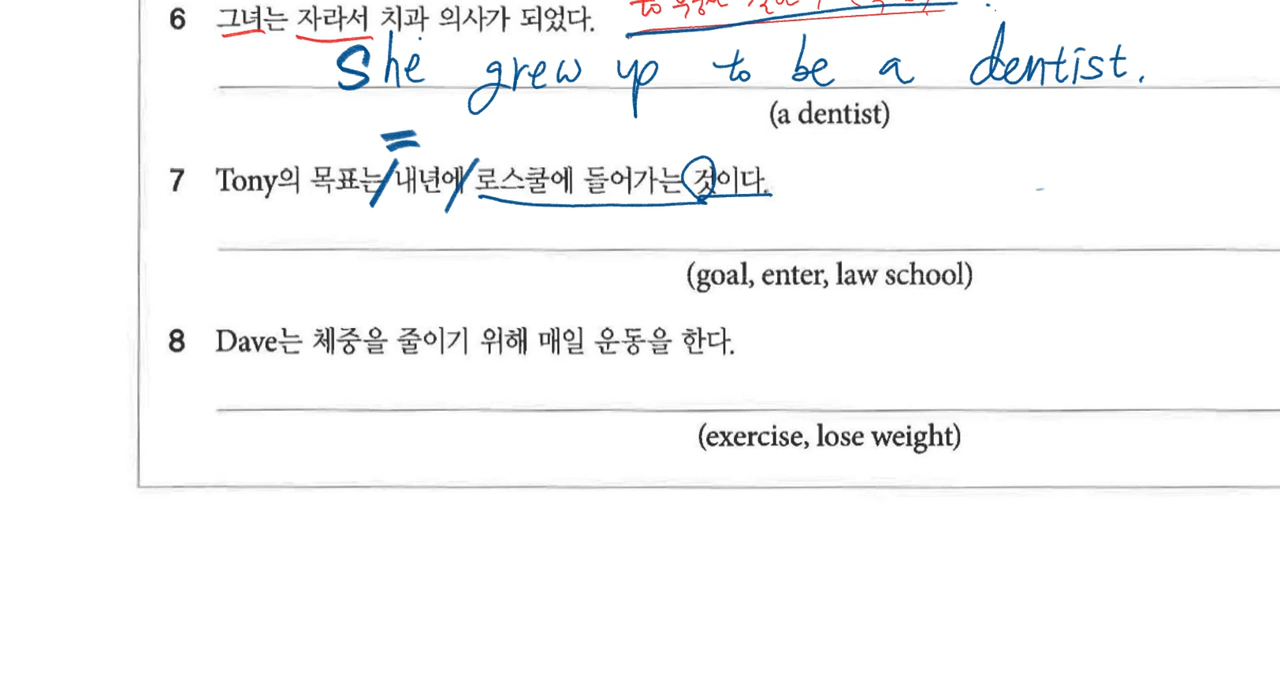 6 그녀는 자라서 치과 의사가 되었다.
She grew up to be a dentist.
(a dentist)
7 Tony의 목표는/내년에/로스쿨에 들어가는 것이다.
(goal, enter, law school)
8 Dave는 체중을 줄이기 위해 매일 운동을 한다.
(exercise, lose weight)